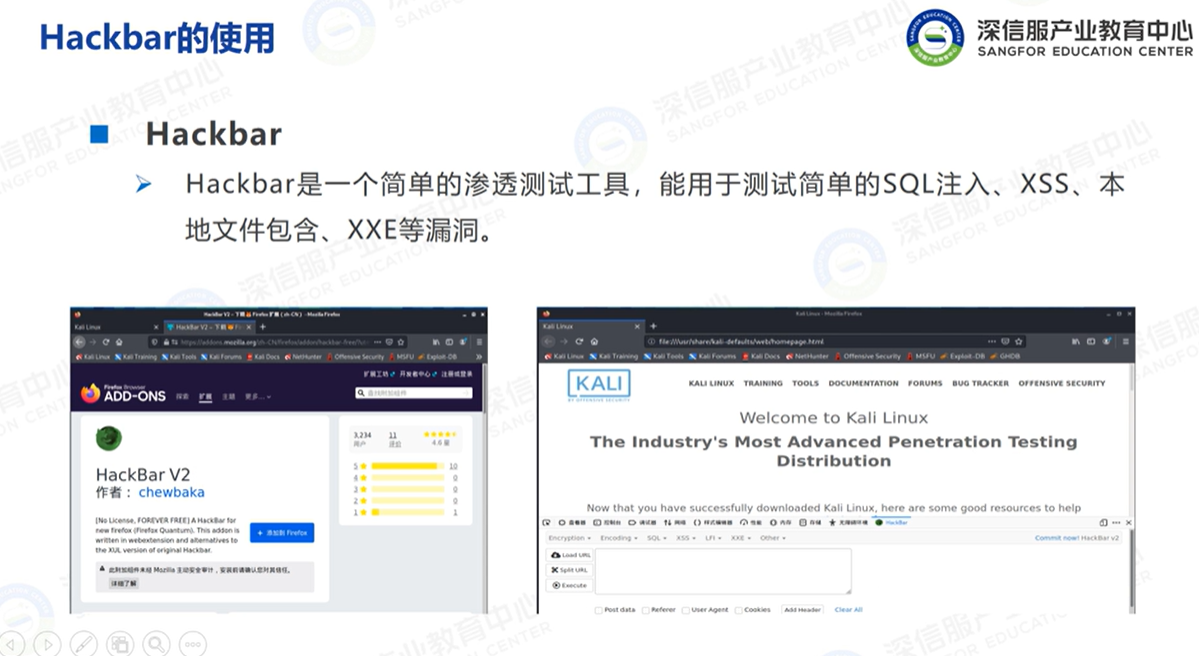 Hackbar的使用
深信服产业教育中心
SANGFOR EDUCATION CENTER
Hackbar
Hackbar是一个简单的渗透测试工具，能用于测试简单的SQL注入、XSS、本
地文件包含、XXE等漏洞。
HackBar V2 - 下载🦊Firefox 扩展 (zh-CN) - Mozilla Firefox
Kali Linux
Kali Linux Kali Training Kali Tools Kali Forums Kali Docs NetHunter Offensive Security MSFU Exploit-DB
扩展工坊 开发者中心 注册或登录
Firefox Browser
ADD-ONS 探索 扩展 主题 更多…
查找附加组件
HackBar V2
作者： chewbaka
[No License, FOREVER FREE] A HackBar for
new firefox (Firefox Quantum). This addon is
written in webextension and alternatives to
the XUL version of original Hackbar.
+ 添加到 Firefox
此附加组件未经 Mozilla 主动安全审计，安装前请确认您对其信任。
详细了解
3,234 11
用户 评价 4.6 星
5 10
4 0
3 0
2 0
1 1
Kali Linux - Mozilla Firefox
Kali Linux
file:///usr/share/kali-defaults/web/homepage.html
Kali Linux Kali Training Kali Tools Kali Forums Kali Docs NetHunter Offensive Security MSFU Exploit-DB GHDB
KALI
BY OFFENSIVE SECURITY
KALI LINUX TRAINING TOOLS DOCUMENTATION FORUMS BUG TRACKER OFFENSIVE SECURITY
Welcome to Kali Linux
The Industry's Most Advanced Penetration Testing
Distribution
Now that you have successfully downloaded Kali Linux, here are some good resources to help
查看器 控制台 调试器 网络 样式编辑器 性能 内存 存储 无障碍环境 HackBar
Encryption Encoding SQL XSS LFI XXE Other Commit now! HackBar v2
Load URL
Split URL
Execute
Post data Referer User Agent Cookies Add Header Clear All